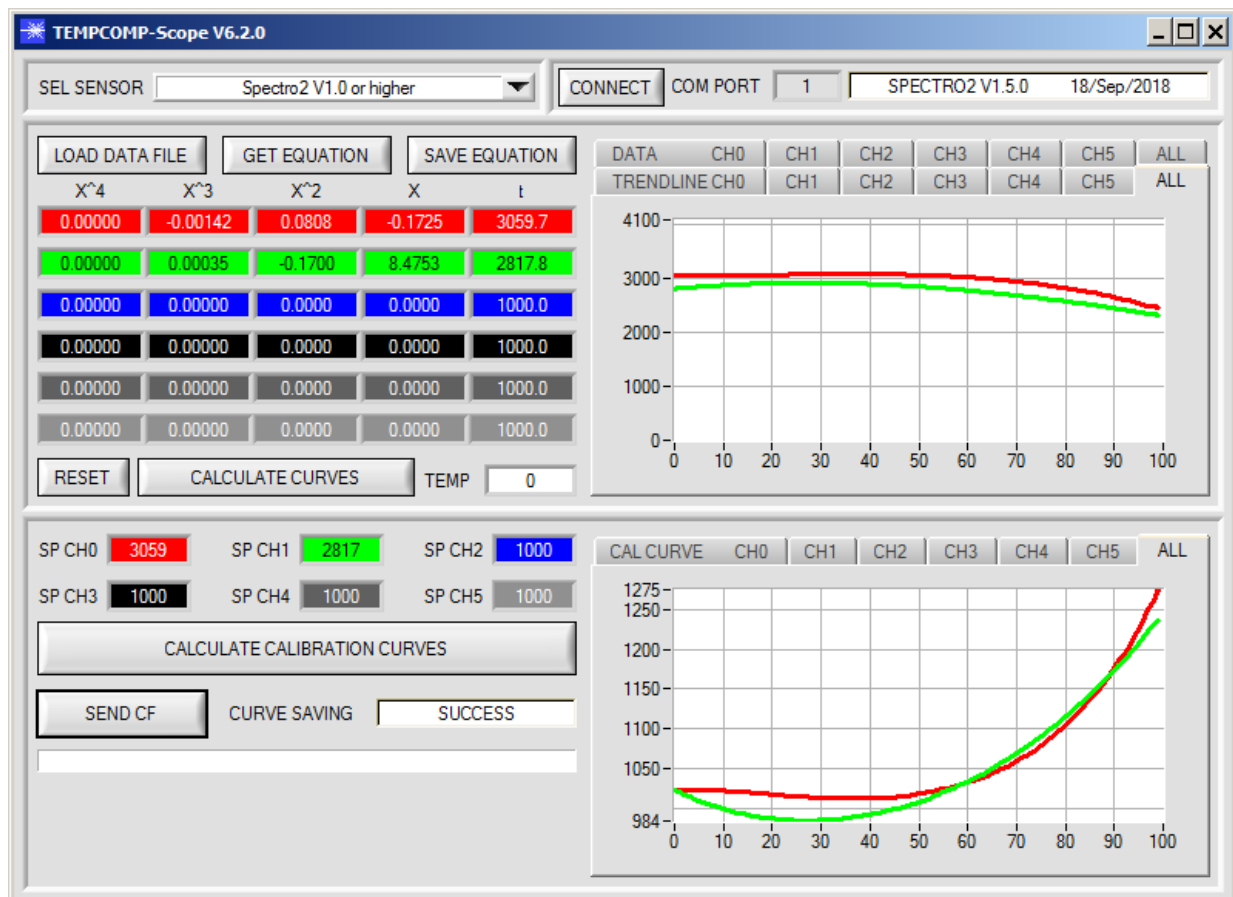 TEMPCOMP-Scope V6.2.0
SEL SENSOR Spectro2 V1.0 or higher
CONNECT COM PORT 1 SPECTRO2 V1.5.0 18/Sep/2018
LOAD DATA FILE GET EQUATION SAVE EQUATION
X^4 X^3 X^2 X t
0.00000 -0.00142 0.0808 -0.1725 3059.7
0.00000 0.00035 -0.1700 8.4753 2817.8
0.00000 0.00000 0.0000 0.0000 1000.0
0.00000 0.00000 0.0000 0.0000 1000.0
0.00000 0.00000 0.0000 0.0000 1000.0
0.00000 0.00000 0.0000 0.0000 1000.0
RESET CALCULATE CURVES TEMP 0
DATA CH0 CH1 CH2 CH3 CH4 CH5 ALL
TRENDLINE CH0 CH1 CH2 CH3 CH4 CH5 ALL
4100
3000
2000
1000
0
0 10 20 30 40 50 60 70 80 90 100
SP CH0 3059 SP CH1 2817 SP CH2 1000
SP CH3 1000 SP CH4 1000 SP CH5 1000
CALCULATE CALIBRATION CURVES
SEND CF CURVE SAVING SUCCESS
CAL CURVE CH0 CH1 CH2 CH3 CH4 CH5 ALL
1275
1250
1200
1150
1100
1050
984
0 10 20 30 40 50 60 70 80 90 100